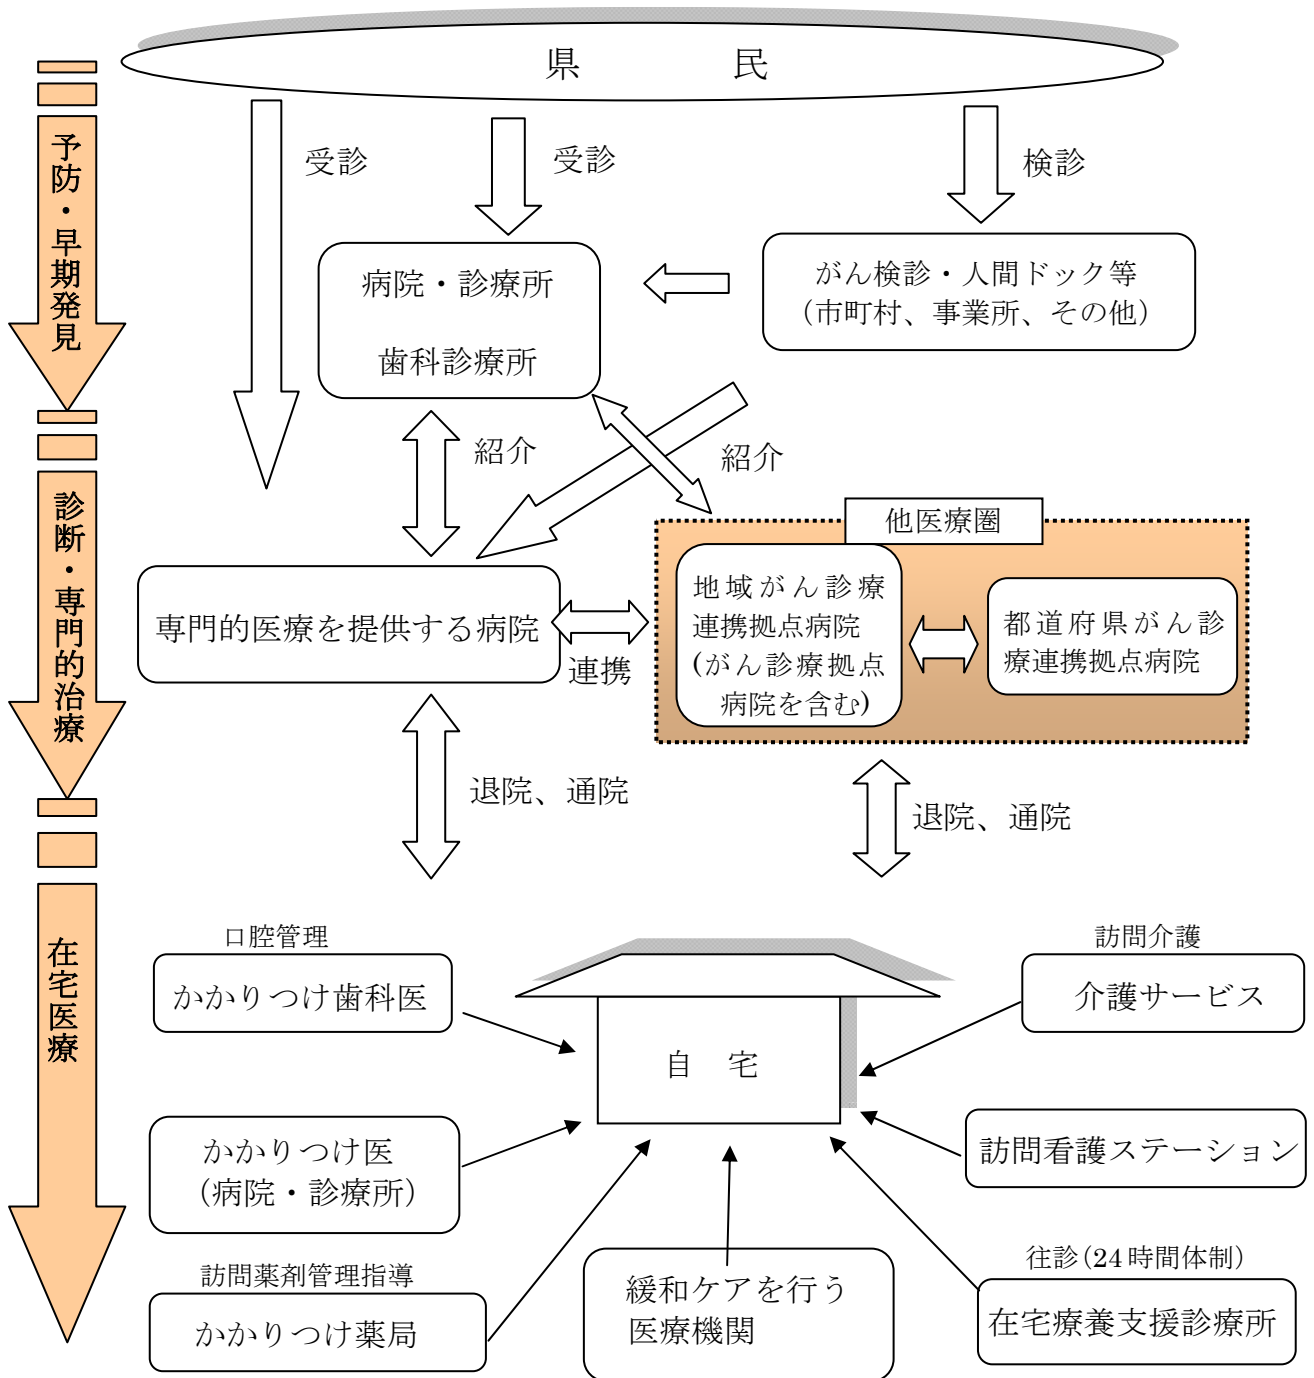 県 民
予防・早期発見
受診
受診
検診
病院・診療所
歯科診療所
がん検診・人間ドック等
（市町村、事業所、その他）
紹介
紹介
診断・専門的治療
他医療圏
専門的医療を提供する病院
連携
地域がん診療
連携拠点病院
(がん診療拠点
病院を含む)
都道府県がん診
療連携拠点病院
退院、通院
退院、通院
在宅医療
口腔管理
かかりつけ歯科医
訪問介護
介護サービス
自 宅
かかりつけ医
（病院・診療所）
訪問看護ステーション
訪問薬剤管理指導
かかりつけ薬局
緩和ケアを行う
医療機関
往診（24時間体制）
在宅療養支援診療所